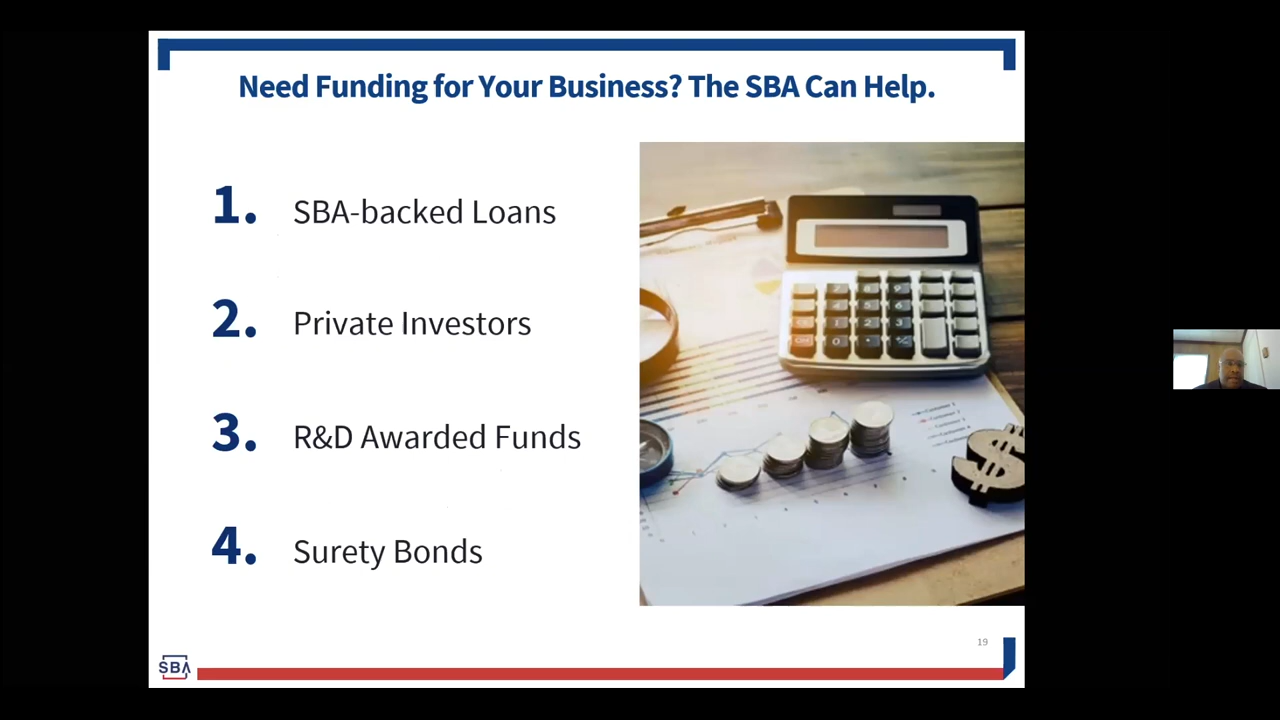 Need Funding for Your Business? The SBA Can Help.
1. SBA-backed Loans
2. Private Investors
3. R&D Awarded Funds
4. Surety Bonds
19
SBA